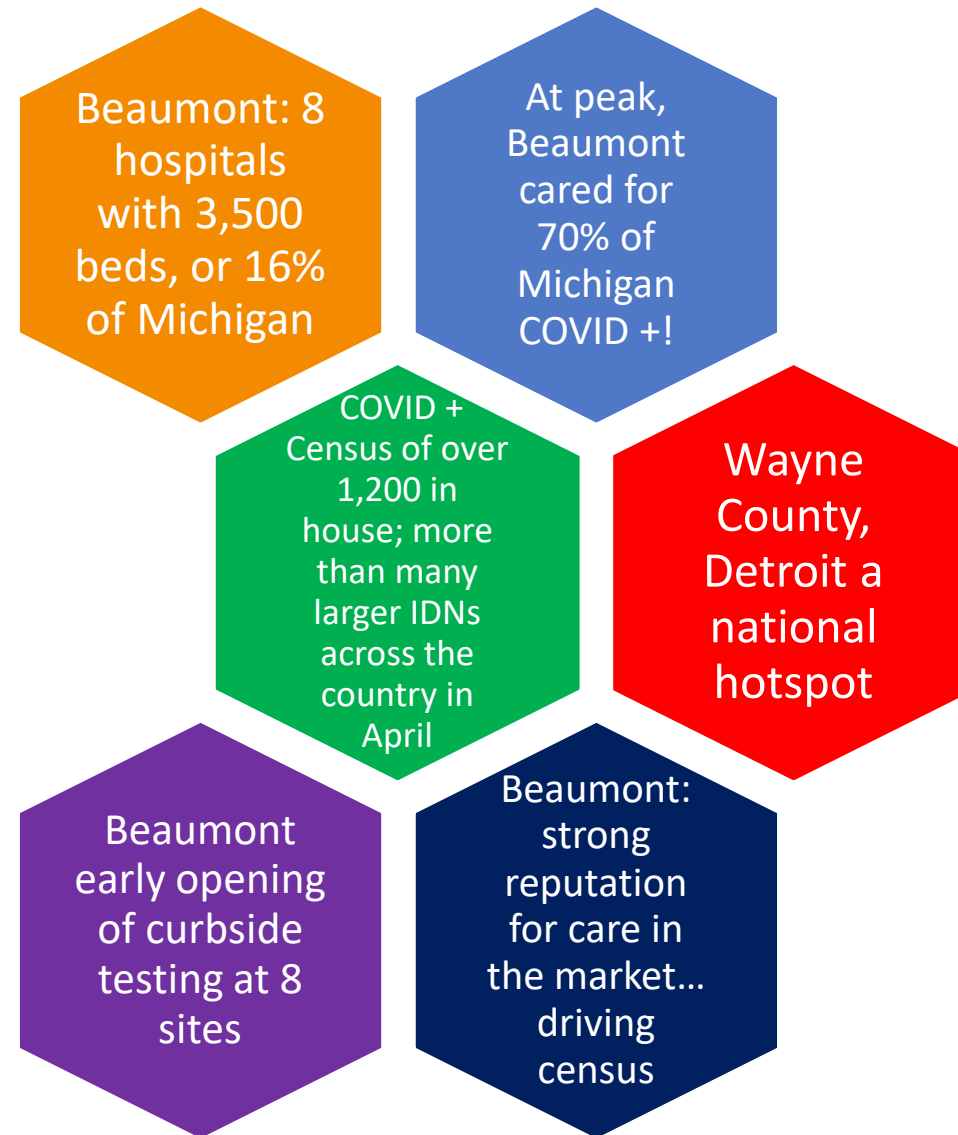 Beaumont: 8
hospitals
with 3,500
beds, or 16%
of Michigan
At peak,
Beaumont
cared for
70% of
Michigan
COVID +!
COVID +
Census of over
1,200 in
house; more
than many
larger IDNs
across the
country in
April
Wayne
County,
Detroit a
national
hotspot
Beaumont
early opening
of curbside
testing at 8
sites
Beaumont:
strong
reputation
for care in
the market…
driving
census